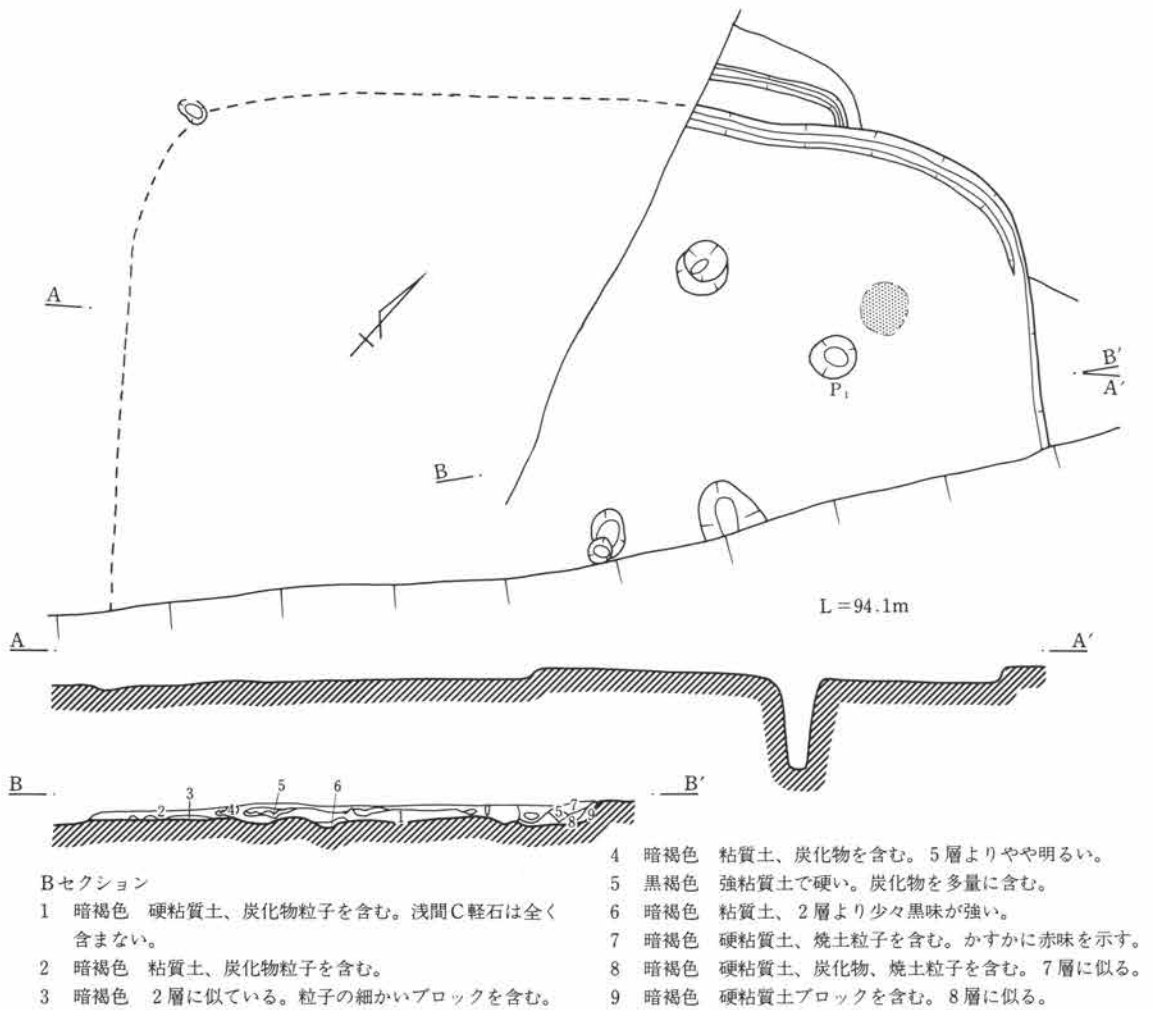 A
B'
A'
P₁
B
L＝94.1m
A
A'
B
B'
3
5
6
2
4
1
7
5
9
8
Bセクション
1 暗褐色 硬粘質土、炭化物粒子を含む。浅間C軽石は全く
含まない。
2 暗褐色 粘質土、炭化物粒子を含む。
3 暗褐色 2層に似ている。粒子の細かいブロックを含む。
4 暗褐色 粘質土、炭化物を含む。5層よりやや明るい。
5 黒褐色 強粘質土で硬い。炭化物を多量に含む。
6 暗褐色 粘質土、2層より少々黒味が強い。
7 暗褐色 硬粘質土、焼土粒子を含む。かすかに赤味を示す。
8 暗褐色 硬粘質土、炭化物、焼土粒子を含む。7層に似る。
9 暗褐色 硬粘質土ブロックを含む。8層に似る。